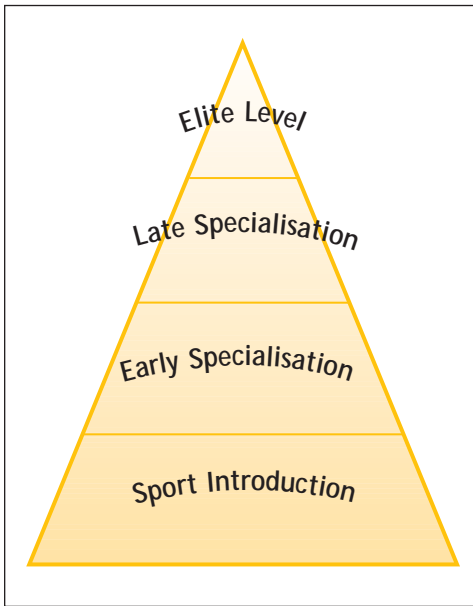 Elite Level
Late Specialisation
Early Specialisation
Sport Introduction